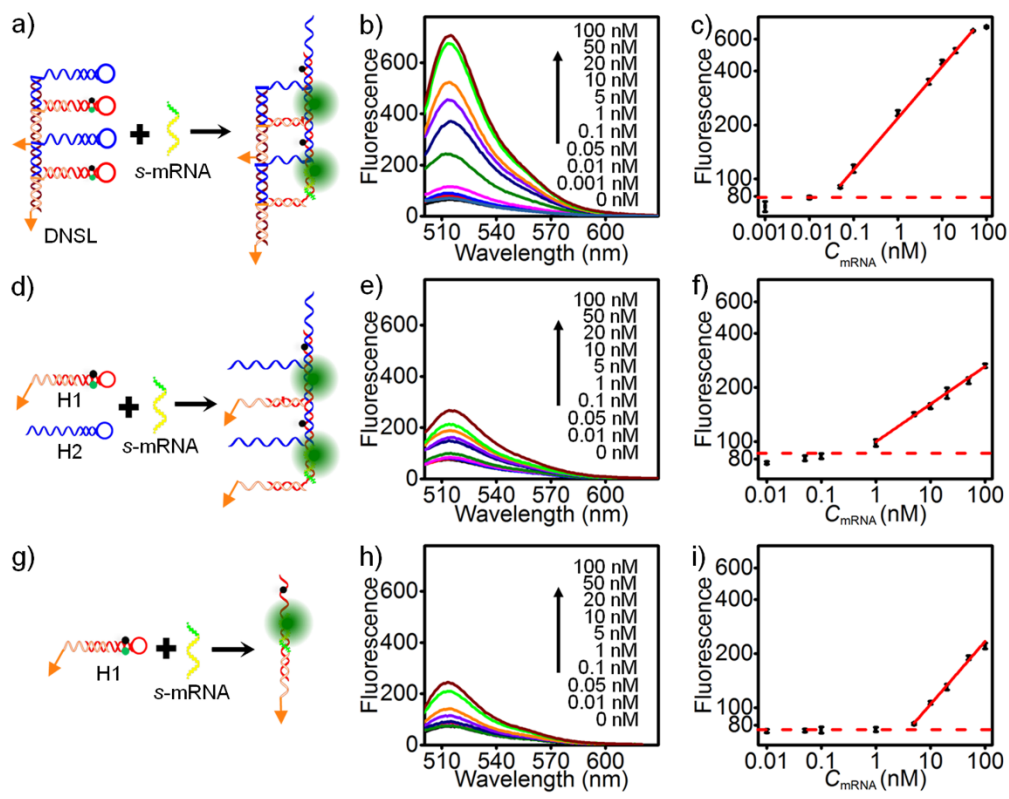 a)
DNSL
s-mRNA
b)
Fluorescence
600
400
200
0
100 nM
50 nM
20 nM
10 nM
5 nM
1 nM
0.1 nM
0.05 nM
0.01 nM
0.001 nM
0 nM
510 540 570 600
Wavelength (nm)
c)
Fluorescence
600
400
200
100
80
0.001 0.01 0.1 1 10 100
CmRNA (nM)
d)
H1
H2
s-mRNA
e)
Fluorescence
600
400
200
0
100 nM
50 nM
20 nM
10 nM
5 nM
1 nM
0.1 nM
0.05 nM
0.01 nM
0 nM
510 540 570 600
Wavelength (nm)
f)
Fluorescence
600
400
200
100
80
0.01 0.1 1 10 100
CmRNA (nM)
g)
H1
s-mRNA
h)
Fluorescence
600
400
200
0
100 nM
50 nM
20 nM
10 nM
5 nM
1 nM
0.1 nM
0.05 nM
0.01 nM
0 nM
510 540 570 600
Wavelength (nm)
i)
Fluorescence
600
400
200
100
80
0.01 0.1 1 10 100
CmRNA (nM)